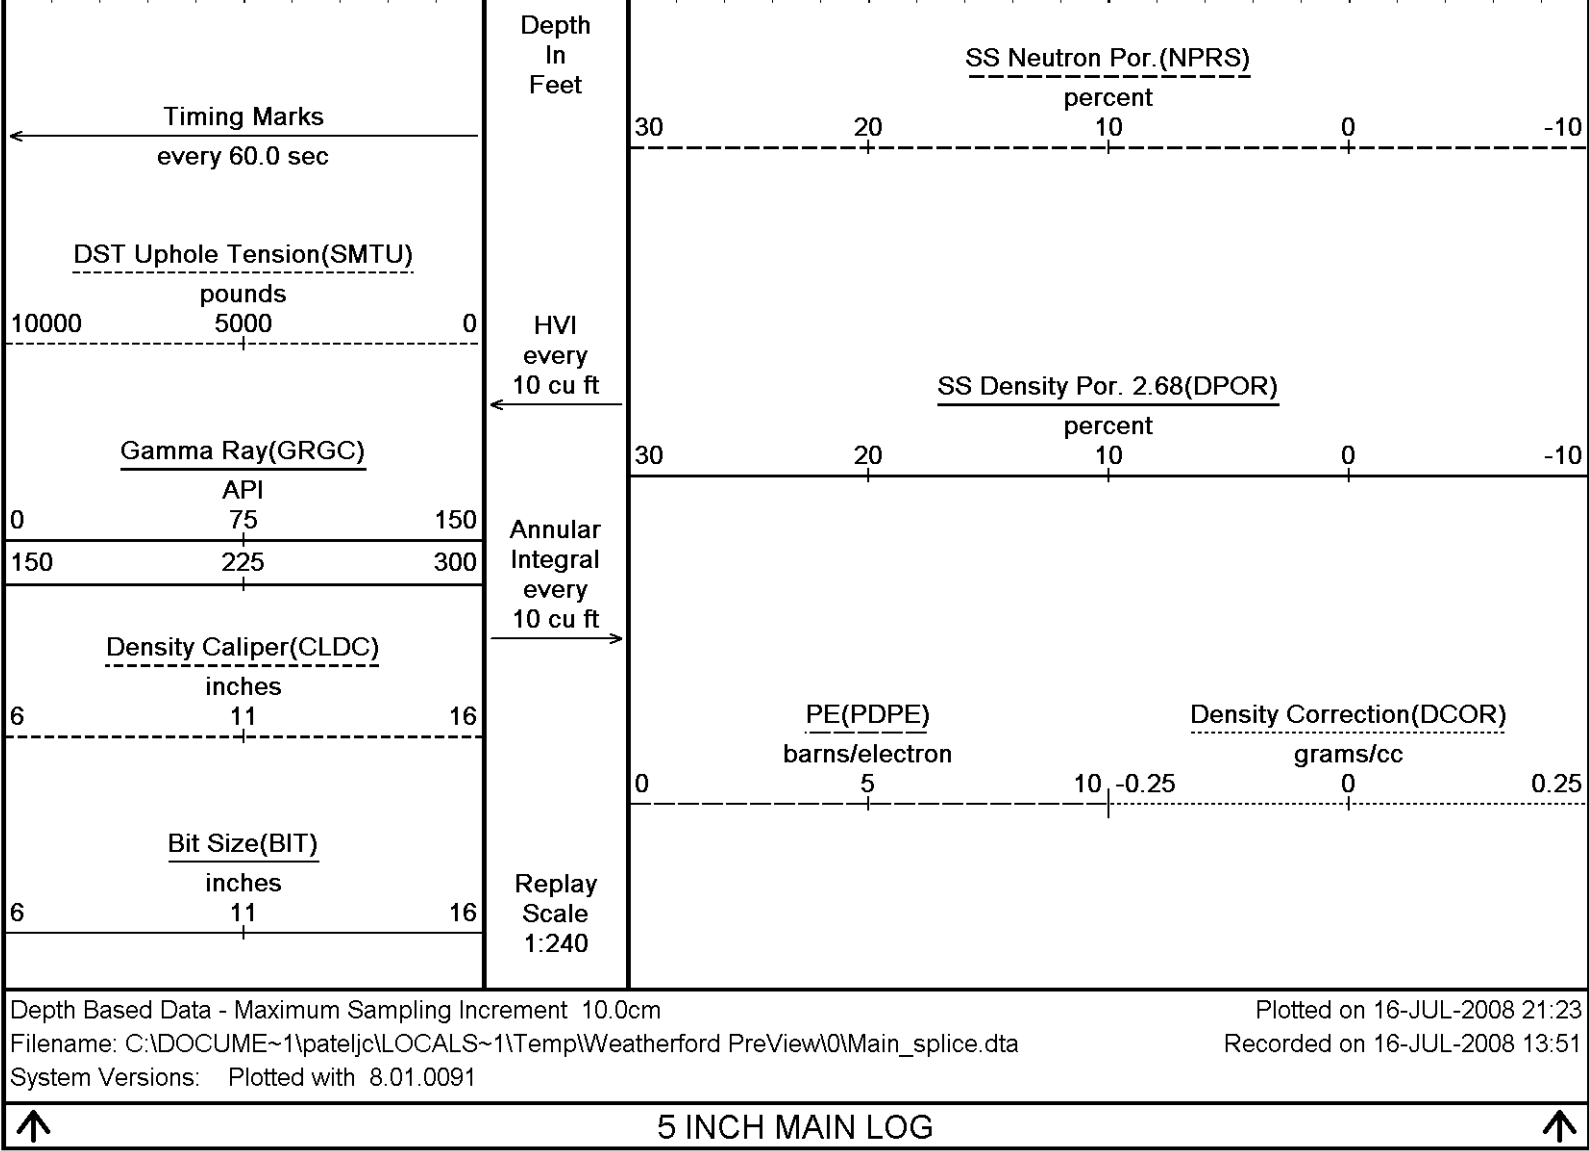 Timing Marks
every 60.0 sec
DST Uphole Tension(SMTU)
pounds
10000 5000 0
Gamma Ray(GRGC)
API
0 75 150
150 225 300
Density Caliper(CLDC)
inches
6 11 16
Bit Size(BIT)
inches
6 11 16
Depth
In
Feet
HVI
every
10 cu ft
Annular
Integral
every
10 cu ft
Replay
Scale
1:240
SS Neutron Por.(NPRS)
percent
30 20 10 0 -10
SS Density Por. 2.68(DPOR)
percent
30 20 10 0 -10
PE(PDPE)
barns/electron
0 5 10
Density Correction(DCOR)
grams/cc
-0.25 0 0.25
Depth Based Data - Maximum Sampling Increment 10.0cm
Plotted on 16-JUL-2008 21:23
Filename: C:\DOCUME~1\pateljc\LOCALS~1\Temp\Weatherford PreView\0\Main_splice.dta
Recorded on 16-JUL-2008 13:51
System Versions: Plotted with 8.01.0091
5 INCH MAIN LOG